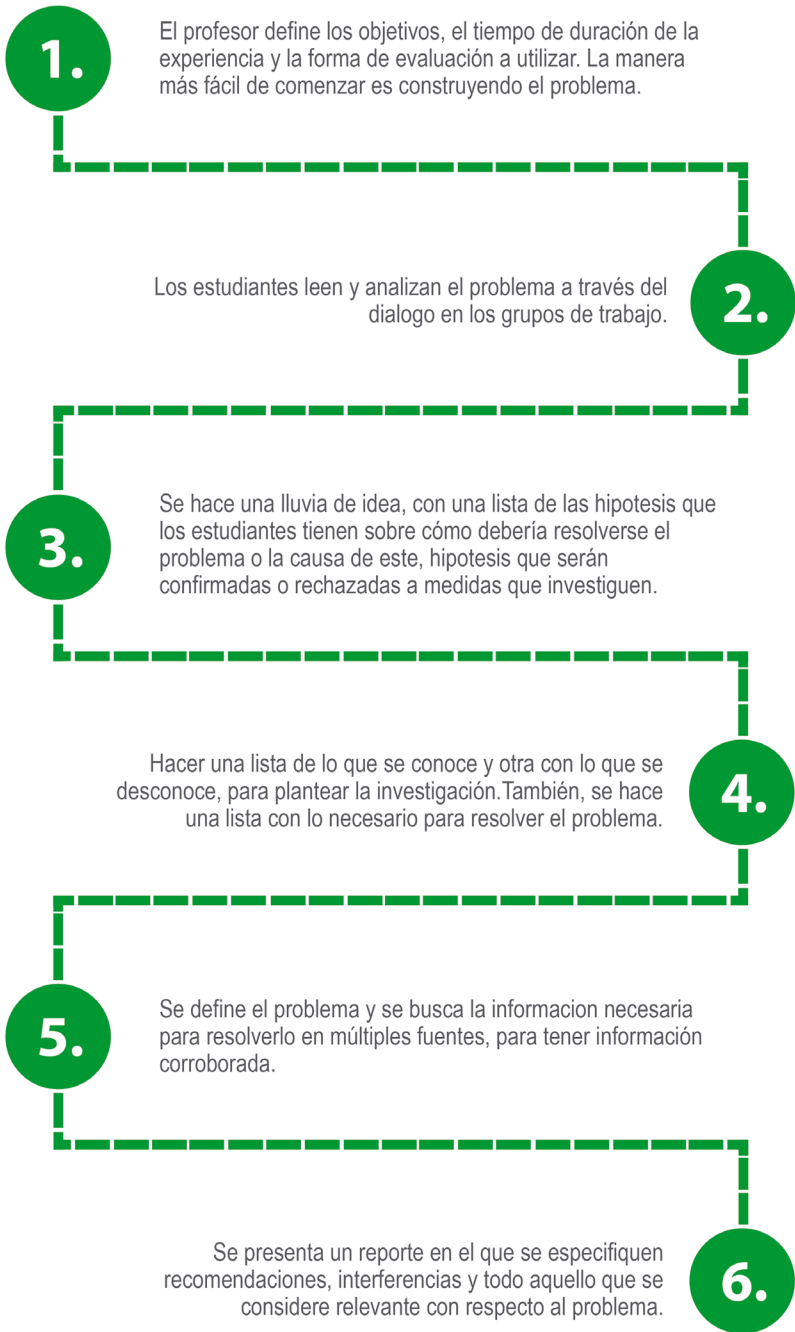 1.
El profesor define los objetivos, el tiempo de duración de la
experiencia y la forma de evaluación a utilizar. La manera
más fácil de comenzar es construyendo el problema.
Los estudiantes leen y analizan el problema a través del
dialogo en los grupos de trabajo.
2.
3.
Se hace una lluvia de idea, con una lista de las hipotesis que
los estudiantes tienen sobre cómo debería resolverse el
problema o la causa de este, hipotesis que serán
confirmadas o rechazadas a medidas que investiguen.
Hacer una lista de lo que se conoce y otra con lo que se
desconoce, para plantear la investigación.También, se hace
una lista con lo necesario para resolver el problema.
4.
5.
Se define el problema y se busca la informacion necesaria
para resolverlo en múltiples fuentes, para tener información
corroborada.
Se presenta un reporte en el que se especifiquen
recomendaciones, interferencias y todo aquello que se
considere relevante con respecto al problema.
6.